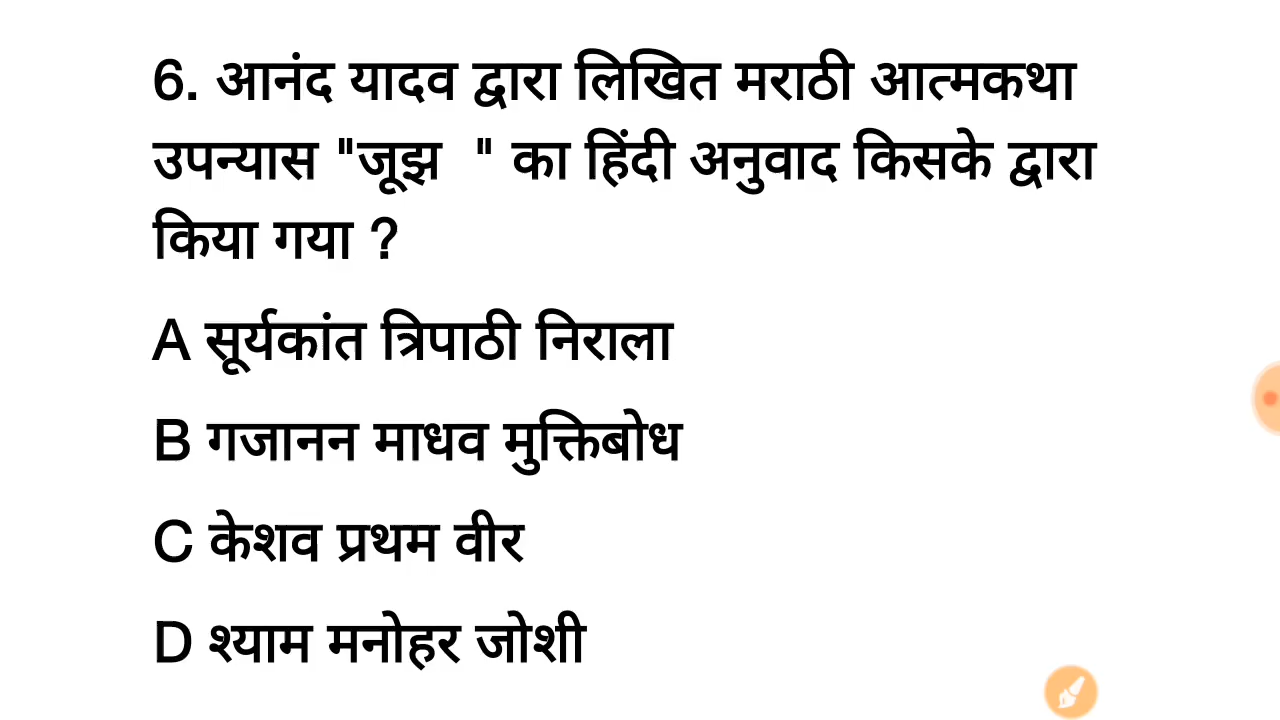 6. आनंद यादव द्वारा लिखित मराठी आत्मकथा
उपन्यास "जूझ  " का हिंदी अनुवाद किसके द्वारा
किया गया ?
A सूर्यकांत त्रिपाठी निराला
B गजानन माधव मुक्तिबोध
C केशव प्रथम वीर
D श्याम मनोहर जोशी